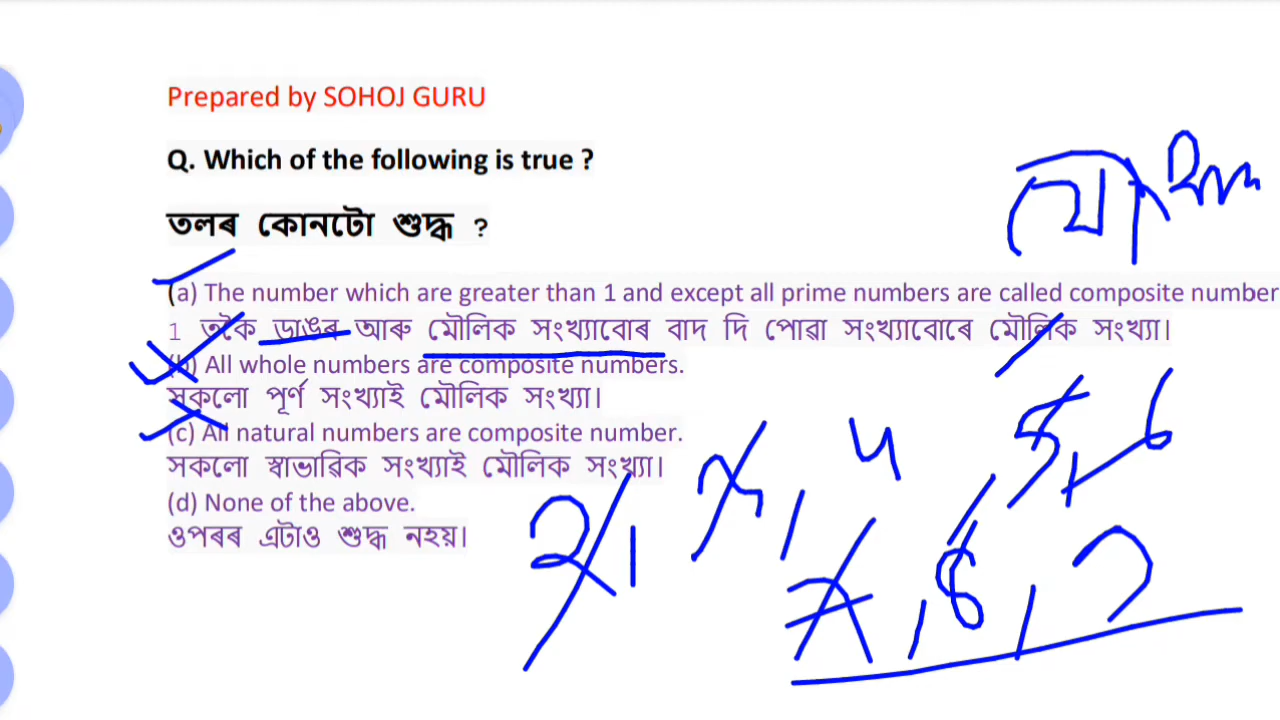 Prepared by SOHOJ GURU
Q. Which of the following is true ?
তলৰ কোনটো শুদ্ধ ?
(a) The number which are greater than 1 and except all prime numbers are called composite number
1 তকৈ ডাঙৰ আৰু মৌলিক সংখ্যাবোৰ বাদ দি পোৱা সংখ্যাবোৰে মৌলিক সংখ্যা।
(b) All whole numbers are composite numbers.
সকলো পূৰ্ণ সংখ্যাই মৌলিক সংখ্যা।
(c) All natural numbers are composite number.
সকলো স্বাভাৱিক সংখ্যাই মৌলিক সংখ্যা।
(d) None of the above.
ওপৰৰ এটাও শুদ্ধ নহয়।